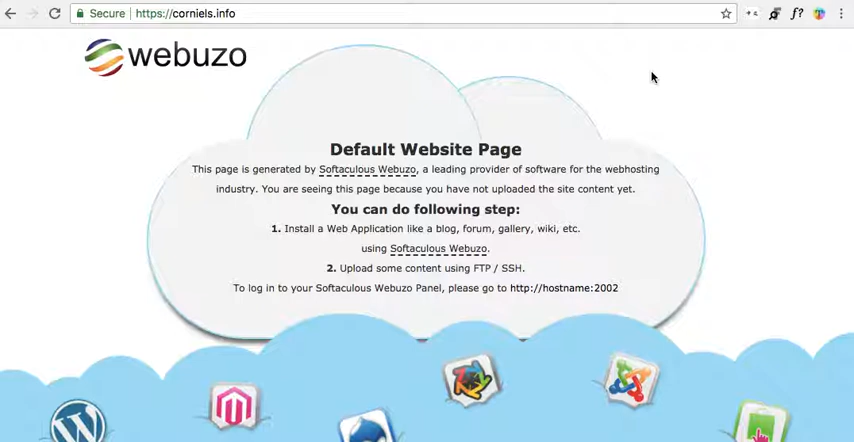 Secure https://corniels.info
f?
webuzo
Default Website Page
This page is generated by Softaculous Webuzo, a leading provider of software for the webhosting
industry. You are seeing this page because you have not uploaded the site content yet.
You can do following step:
1. Install a Web Application like a blog, forum, gallery, wiki, etc.
using Softaculous Webuzo.
2. Upload some content using FTP / SSH.
To log in to your Softaculous Webuzo Panel, please go to http://hostname:2002